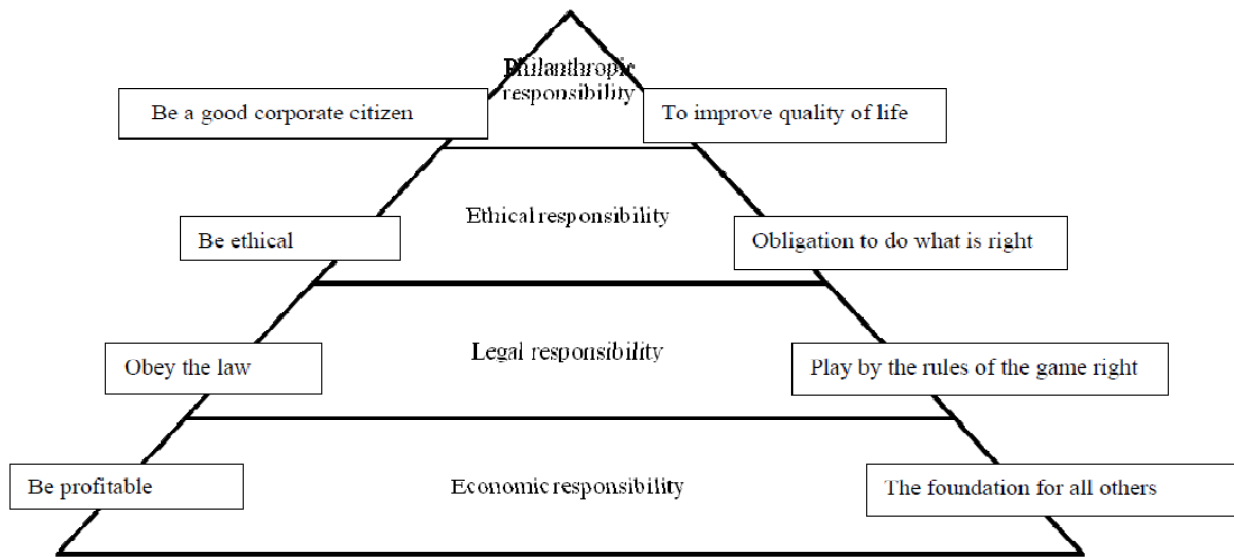 Philanthropic
responsibility
Be a good corporate citizen
To improve quality of life
Ethical responsibility
Be ethical
Obligation to do what is right
Legal responsibility
Obey the law
Play by the rules of the game right
Economic responsibility
Be profitable
The foundation for all others